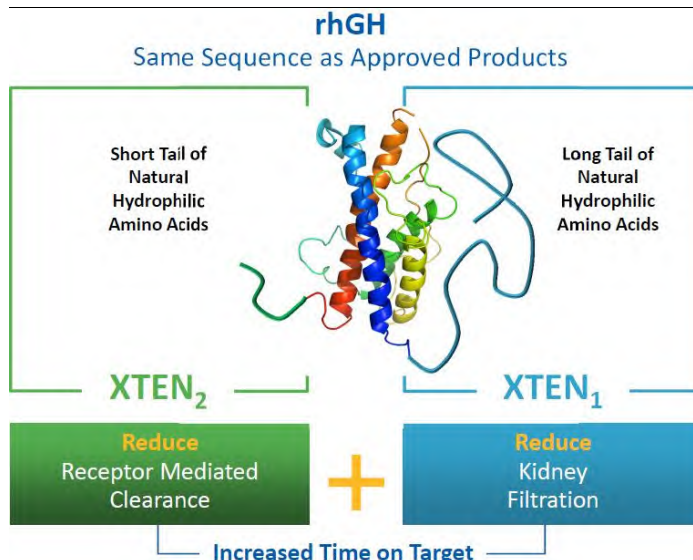 rhGH
Same Sequence as Approved Products
Short Tail of
Natural
Hydrophilic
Amino Acids
Long Tail of
Natural
Hydrophilic
Amino Acids
XTEN₂
XTEN₁
Reduce
Receptor Mediated
Clearance
+
Reduce
Kidney
Filtration
Increased Time on Target